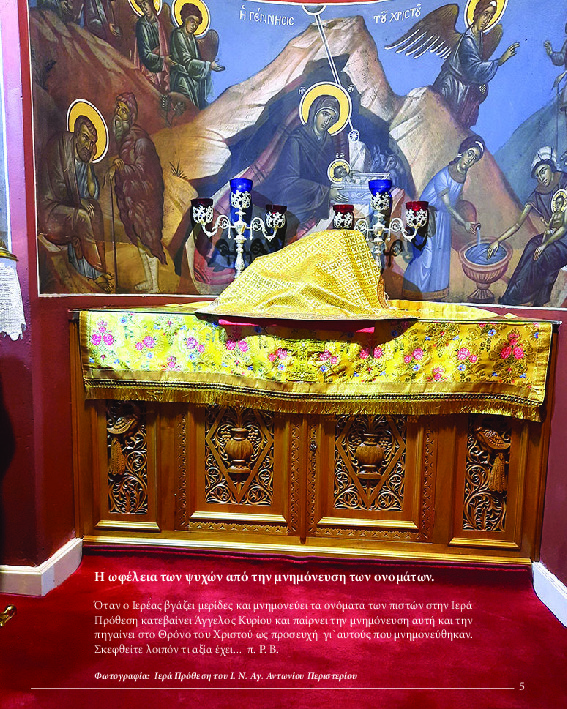 ἡ ΓΈΝΝΗCΙC
ΤΟῦ ΧΡΙCΤΟῦ
Η ωφέλεια των ψυχών από την μνημόνευση των ονομάτων.
Όταν ο Ιερέας βγάζει μερίδες και μνημονεύει τα ονόματα των πιστών στην Ιερά
Πρόθεση κατεβαίνει Άγγελος Κυρίου και παίρνει την μνημόνευση αυτή και την
πηγαίνει στο Θρόνο του Χριστού ως προσευχή γι᾽ αυτούς που μνημονεύθηκαν.
Σκεφθείτε λοιπόν τι αξία έχει... π. Ρ. Β.
Φωτογραφία: Ιερά Πρόθεση του Ι. Ν. Αγ. Αντωνίου Περιστερίου
5